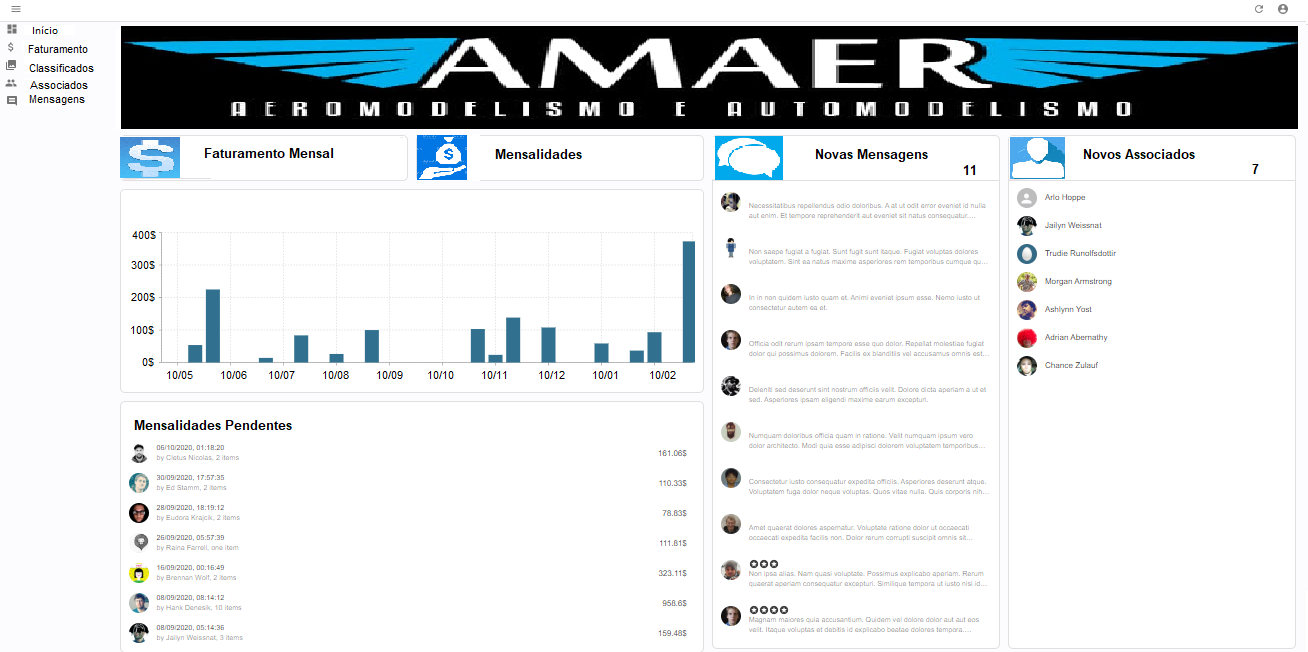 Início
Faturamento
Classificados
Associados
Mensagens
AMAER
AEROMODELISMO E AUTOMODELISMO
Faturamento Mensal
Mensalidades
Novas Mensagens
11
Novos Associados
7
400$
300$
200$
100$
0$
10/05 10/06 10/07 10/08 10/09 10/10 10/11 10/12 10/01 10/02
Mensalidades Pendentes
06/10/2020, 01:18:20
by Cletus Nicolas, 2 items
161.06$
30/09/2020, 17:57:35
by Ed Stamm, 2 items
110.33$
28/09/2020, 18:19:12
by Eudora Krajcik, 2 items
78.83$
26/09/2020, 05:57:39
by Raina Farrell, one item
111.81$
16/09/2020, 00:16:49
by Brennan Wolf, 2 items
323.11$
08/09/2020, 08:14:12
by Hank Denesik, 10 items
958.6$
08/09/2020, 05:14:36
by Jailyn Weissnat, 3 items
159.48$
Necessitatibus repellendus odio doloribus. A at ut odit error eveniet id nulla
aut enim. Et tempore reprehenderit aut eveniet sit natus consequatur....
Non saepe fugiat a fugiat. Sunt fugit sunt itaque. Fugiat voluptas dolores
voluptatem. Sint ea natus maxime asperiores rem temporibus cumque qu...
In in non quidem iusto quam et. Animi eveniet ipsum esse. Nemo iusto ut
consectetur autem ea et.
Officia odit rerum ipsam tempore esse quo dolor. Repellat molestiae fugiat
dolor qui possimus dolorem. Facilis ex blanditiis vel accusamus omnis est...
Deleniti sed deserunt sint nostrum officiis velit. Dolore dicta aperiam a ut et
sed. Asperiores ipsam eligendi maxime earum excepturi.
Numquam doloribus officia quam in ratione. Velit numquam ipsum vero
dolor architecto. Modi quia esse adipisci dolorem voluptatem temporibus...
Consectetur iusto consequatur expedita officiis. Asperiores deserunt atque.
Voluptatem fuga dolor neque voluptas. Quos vitae nulla. Quis corporis nih...
Amet quaerat dolores aspernatur. Voluptate ratione dolor ut occaecati
occaecati expedita facilis non. Dolor rerum corrupti suscipit omnis sit...
Non ipsa alias. Nam quasi voluptate. Possimus explicabo aperiam. Rerum
quaerat aperiam consequatur excepturi. Similique tempora ut iusto nisi id...
Magnam maiores quia accusantium. Quidem vel dolore dolor aut aut eos
velit. Itaque voluptas et debitis id explicabo beatae dolores tempora....
Arlo Hoppe
Jailyn Weissnat
Trudie Runolfsdottir
Morgan Armstrong
Ashlynn Yost
Adrian Abernathy
Chance Zulauf